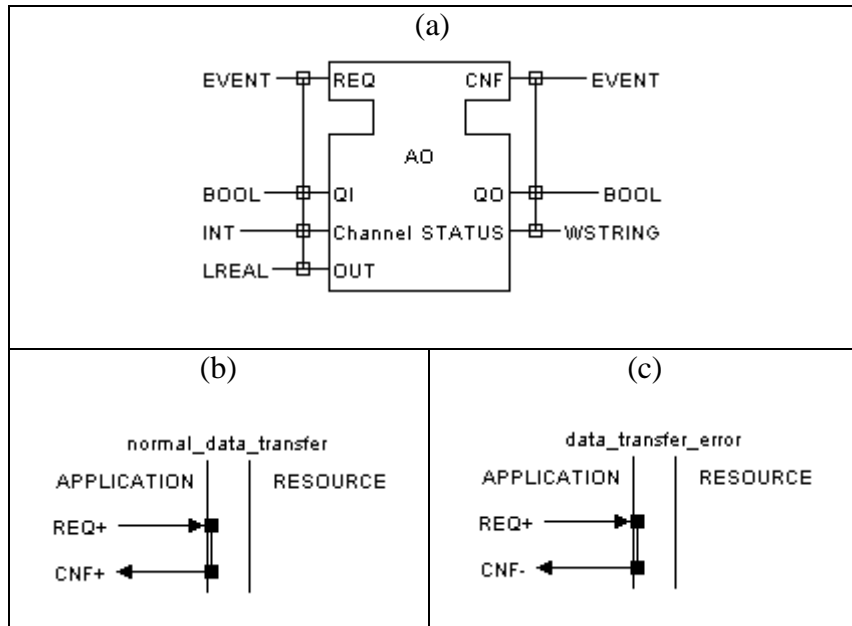 (a)
EVENT REQ CNF EVENT
AO
BOOL QI QO BOOL
INT Channel STATUS WSTRING
LREAL OUT
(b)
normal_data_transfer
APPLICATION RESOURCE
REQ+
CNF+
(c)
data_transfer_error
APPLICATION RESOURCE
REQ+
CNF-